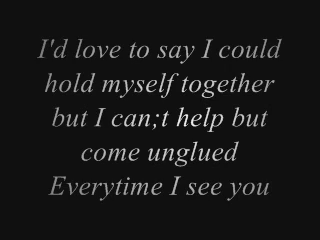 I'd love to say I could
hold myself together
but I can;t help but
come unglued
Everytime I see you